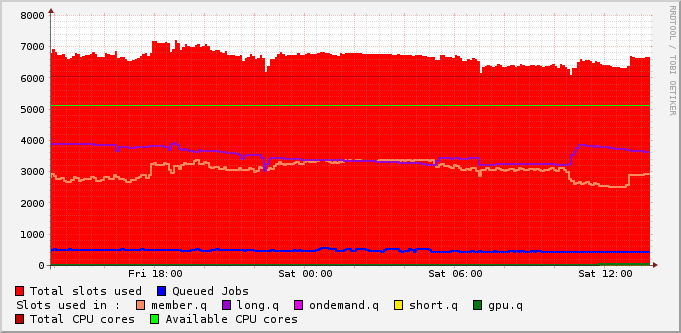 8000
7000
6000
5000
4000
3000
2000
1000
0
Fri 18:00 Sat 00:00 Sat 06:00 Sat 12:00
Total slots used Queued Jobs
Slots used in : member.q long.q ondemand.q short.q gpu.q
Total CPU cores Available CPU cores
RRDTOOL / TOBI OETIKER